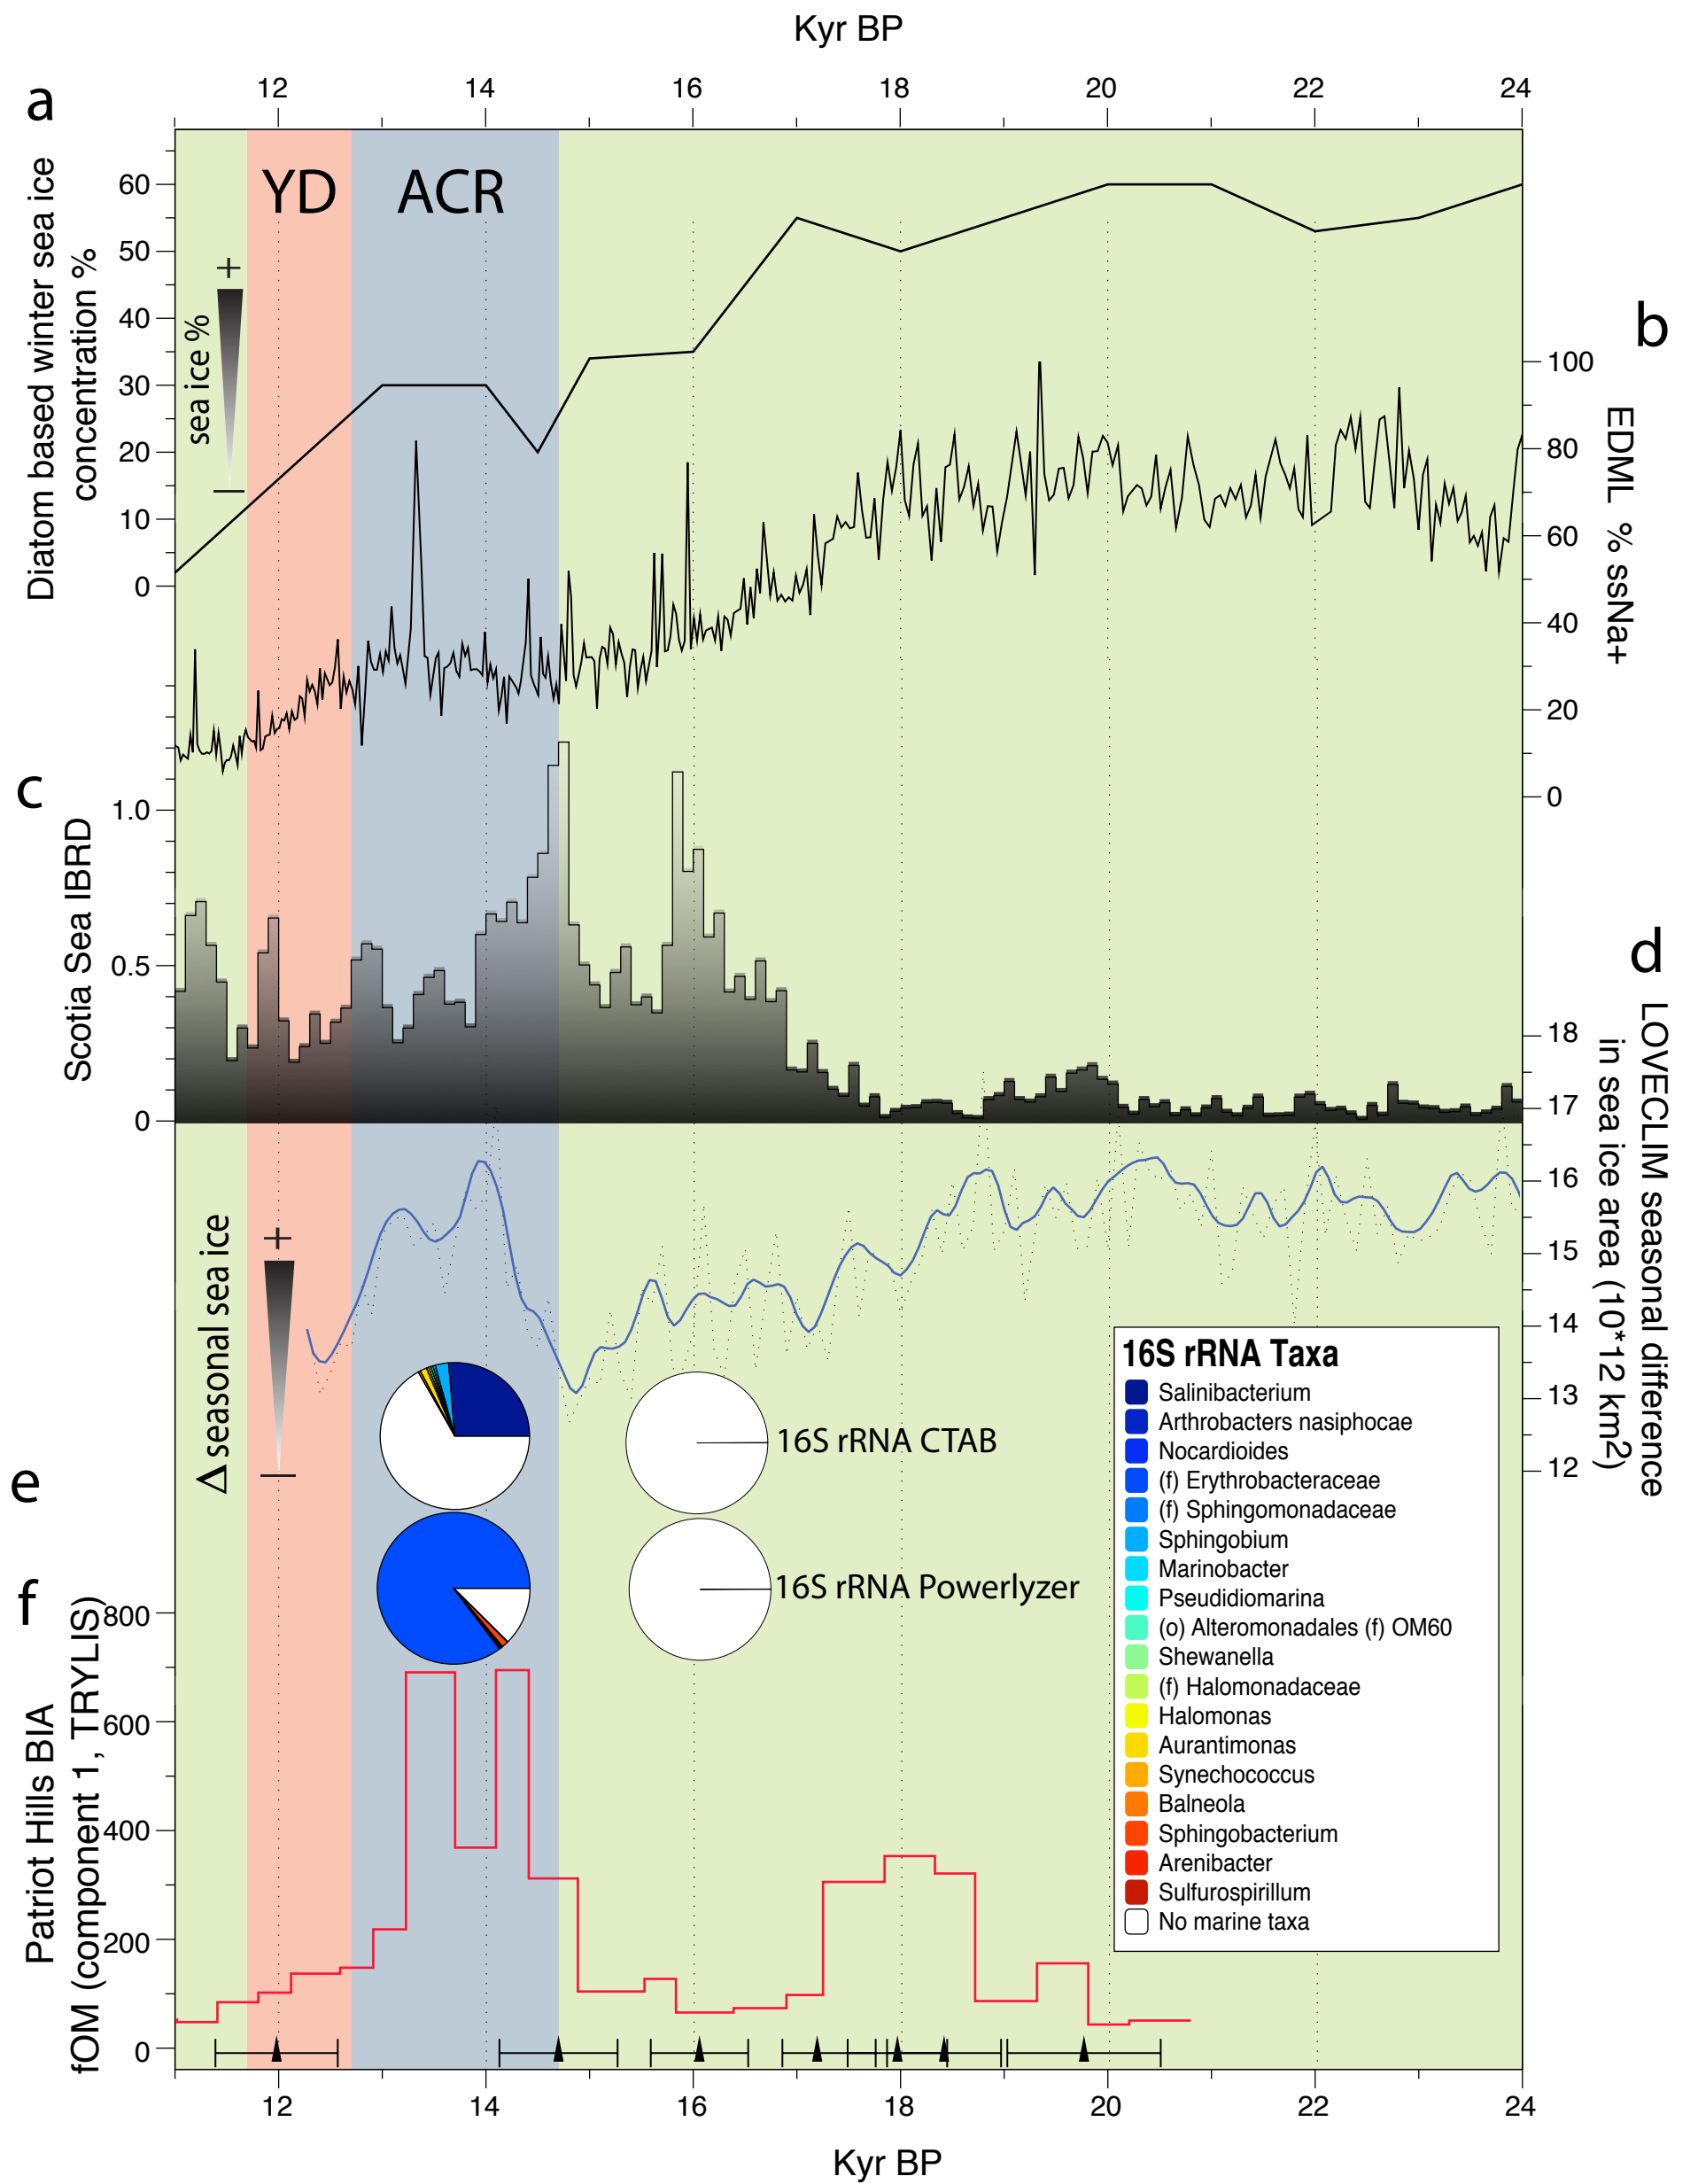 Kyr BP
12 14 16 18 20 22 24
a
YD
ACR
Diatom based winter sea ice
concentration %
60
50
40
30
20
10
0
+
sea ice %
b
100
80
60
40
20
0
EDML % ssNa+
c
Scotia Sea IBRD
1.0
0.5
0
d
LOVECLIM seasonal difference
in sea ice area (10*12 km2)
18
17
16
15
14
13
12
+
Δ seasonal sea ice
e
16S rRNA CTAB
16S rRNA Powerlyzer
16S rRNA Taxa
Salinibacterium
Arthrobacters nasiphocae
Nocardioides
(f) Erythrobacteraceae
(f) Sphingomonadaceae
Sphingobium
Marinobacter
Pseudidiomarina
(o) Alteromonadales (f) OM60
Shewanella
(f) Halomonadaceae
Halomonas
Aurantimonas
Synechococcus
Balneola
Sphingobacterium
Arenibacter
Sulfurospirillum
No marine taxa
f
Patriot Hills BIA
fOM (component 1, TRYLIS)
800
600
400
200
0
12 14 16 18 20 22 24
Kyr BP